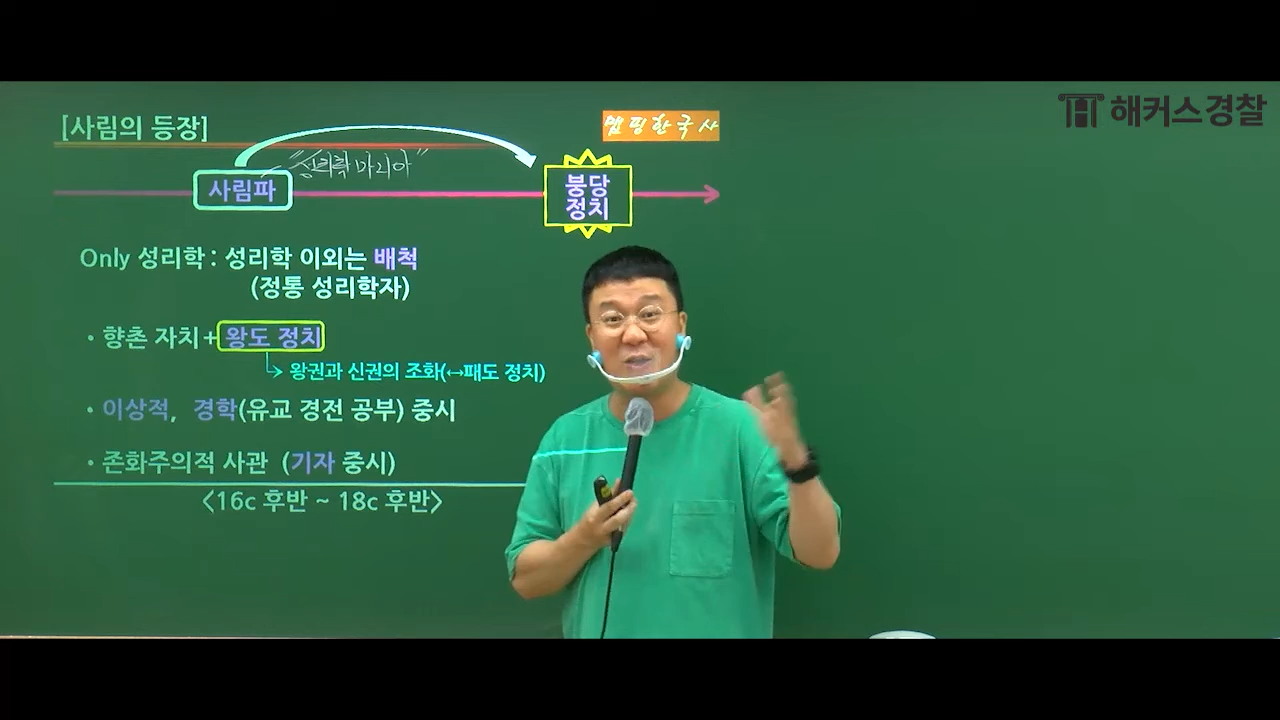 해커스경찰
[사림의 등장]
맵핑한국사
"성리학 마리아"
사림파
붕당
정치
Only 성리학 : 성리학 이외는 배척
(정통 성리학자)
· 향촌 자치 + 왕도 정치
왕권과 신권의 조화(↔패도 정치)
· 이상적, 경학(유교 경전 공부) 중시
· 존화주의적 사관 (기자 중시)
<16c 후반 ~ 18c 후반>